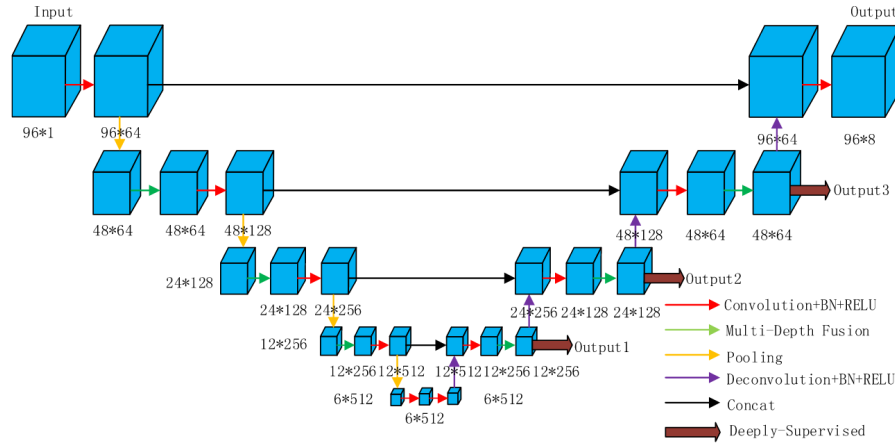 Input
Output
96*1
96*64
96*64
96*8
Output3
48*64
48*64
48*128
48*128
48*64
48*64
Output2
24*128
24*128
24*256
24*256
24*128
24*128
Output1
12*256
12*256
12*512
12*512
12*256
12*256
6*512
6*512
6*512
Convolution+BN+RELU
Multi-Depth Fusion
Pooling
Deconvolution+BN+RELU
Concat
Deeply-Supervised